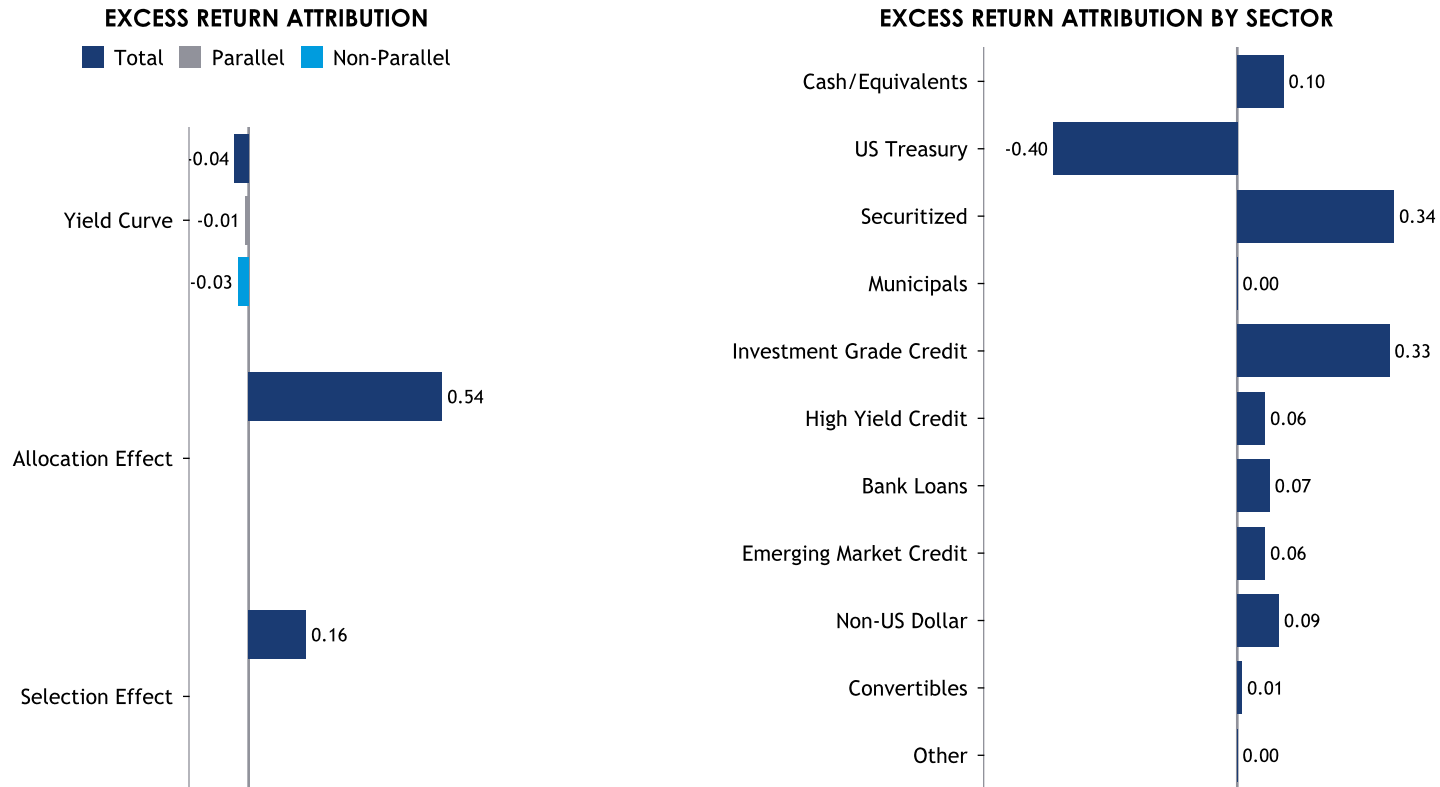 EXCESS RETURN ATTRIBUTION
Total Parallel Non-Parallel
-0.04
Yield Curve -0.01
-0.03
0.54
Allocation Effect
0.16
Selection Effect
EXCESS RETURN ATTRIBUTION BY SECTOR
Cash/Equivalents 0.10
US Treasury -0.40
Securitized 0.34
Municipals 0.00
Investment Grade Credit 0.33
High Yield Credit 0.06
Bank Loans 0.07
Emerging Market Credit 0.06
Non-US Dollar 0.09
Convertibles 0.01
Other 0.00